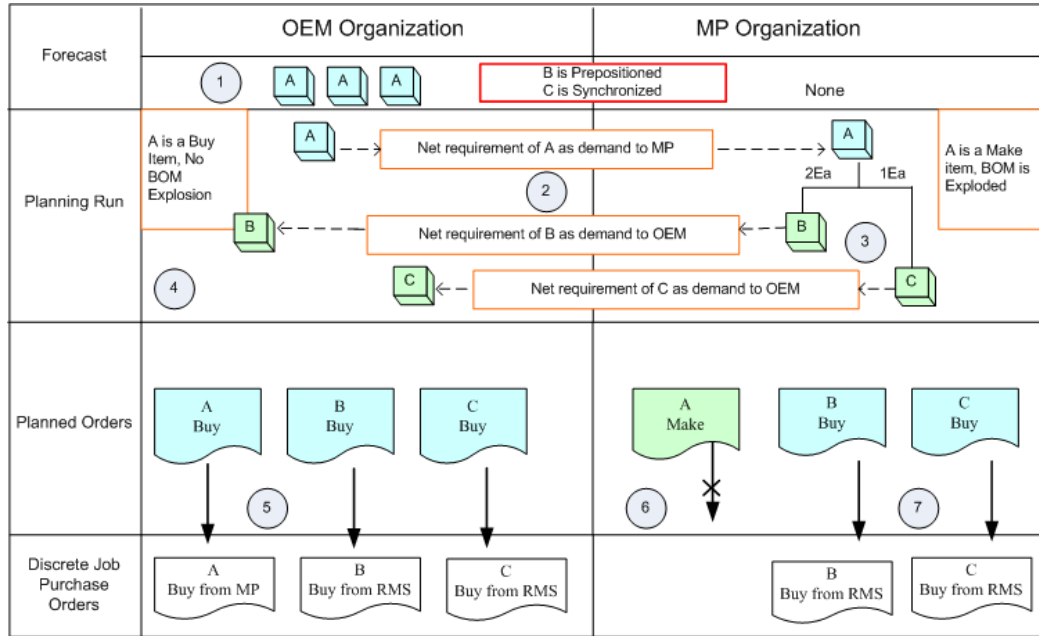 OEM Organization
MP Organization
Forecast
1
A
A
A
B is Prepositioned
C is Synchronized
None
Planning Run
A is a Buy
Item, No
BOM
Explosion
A
Net requirement of A as demand to MP
A
A is a Make
item, BOM is
Exploded
2Ea
1Ea
2
B
Net requirement of B as demand to OEM
B
3
4
C
Net requirement of C as demand to OEM
C
Planned Orders
A
Buy
B
Buy
C
Buy
A
Make
B
Buy
C
Buy
5
6
7
Discrete Job
Purchase
Orders
A
Buy from MP
B
Buy from RMS
C
Buy from RMS
B
Buy from RMS
C
Buy from RMS